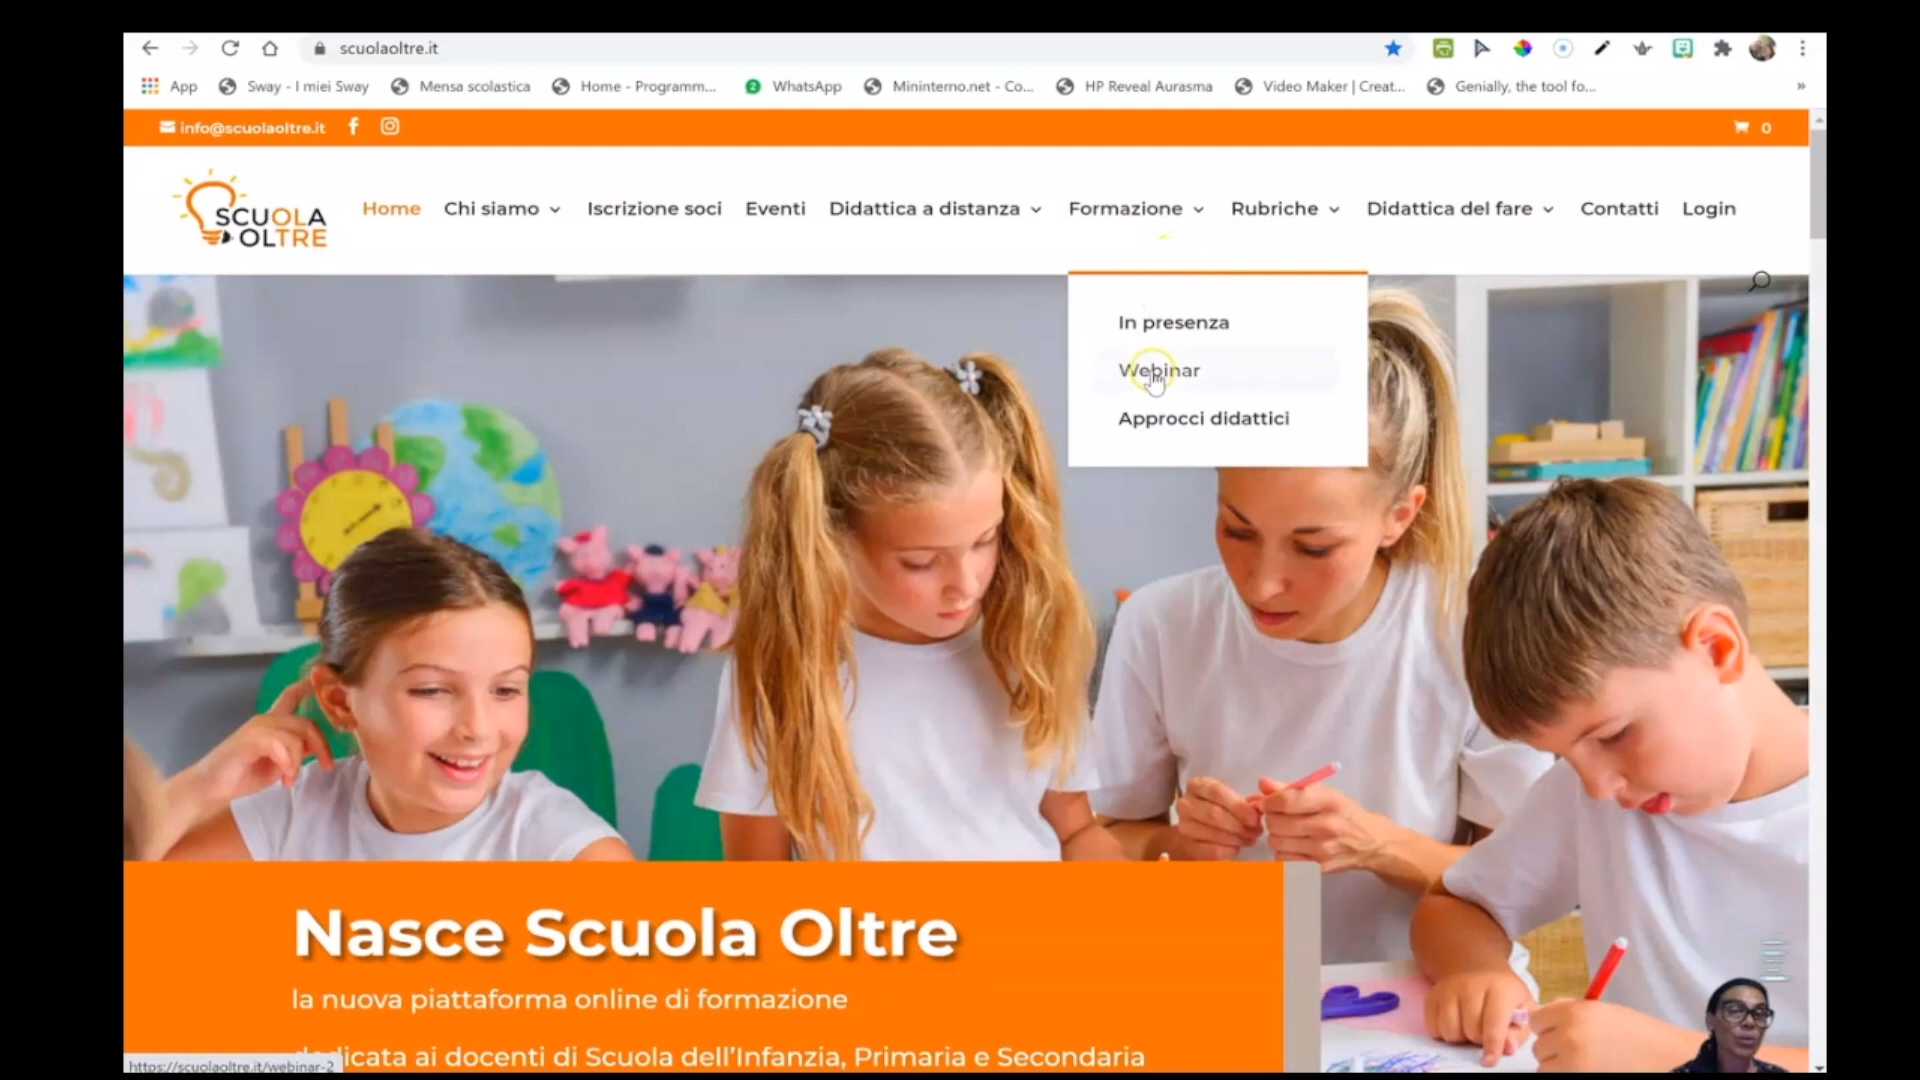 scuolaoltre.it
App Sway - I miei Sway Mensa scolastica Home - Programm... 2 WhatsApp Mininterno.net - Co... HP Reveal Aurasma Video Maker | Creat... Genially, the tool fo... »
info@scuolaoltre.it 0
SCUOLA
OLTRE
Home Chi siamo Iscrizione soci Eventi Didattica a distanza Formazione Rubriche Didattica del fare Contatti Login
In presenza
Webinar
Approcci didattici
Nasce Scuola Oltre
la nuova piattaforma online di formazione
dicata ai docenti di Scuola dell'Infanzia, Primaria e Secondaria
https://scuolaoltre.it/webinar-2